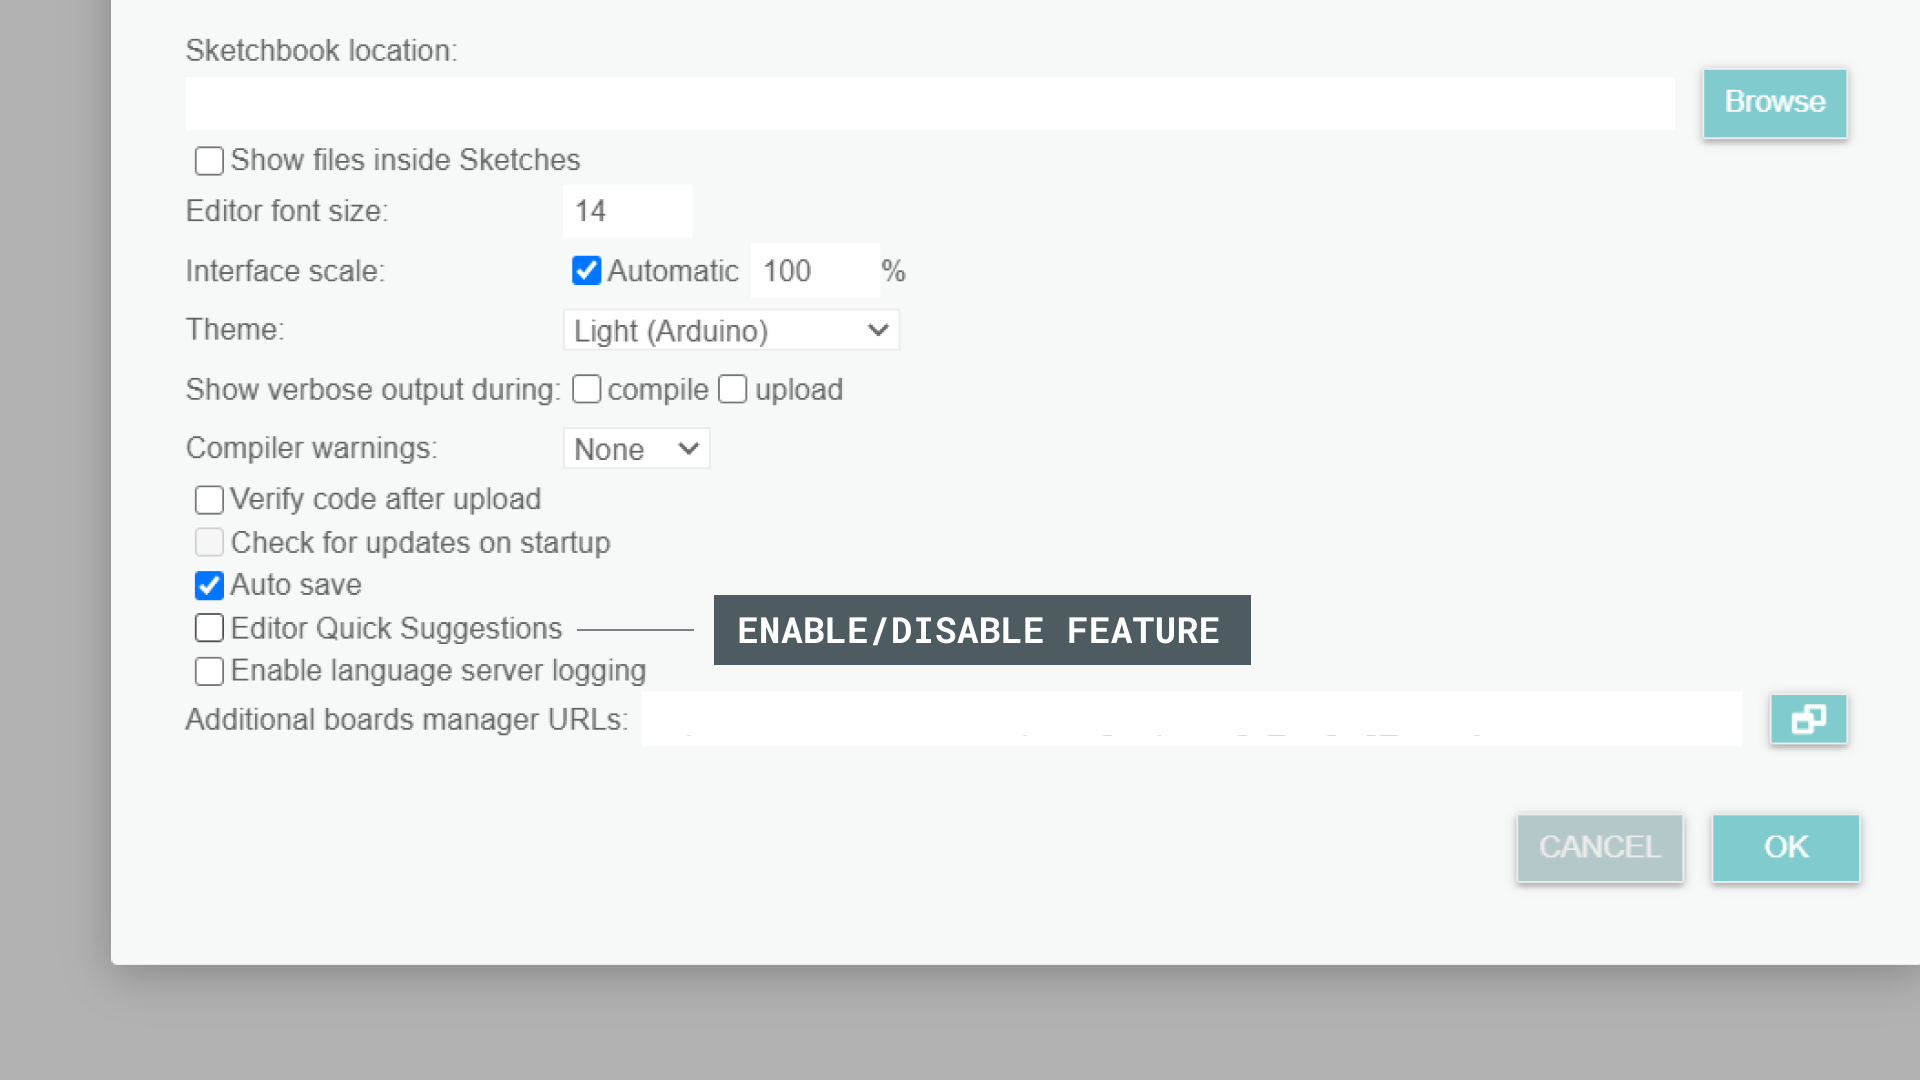 Sketchbook location:
Browse
Show files inside Sketches
Editor font size: 14
Interface scale: Automatic 100 %
Theme: Light (Arduino)
Show verbose output during: compile upload
Compiler warnings: None
Verify code after upload
Check for updates on startup
Auto save
Editor Quick Suggestions ENABLE/DISABLE FEATURE
Enable language server logging
Additional boards manager URLs:
CANCEL OK